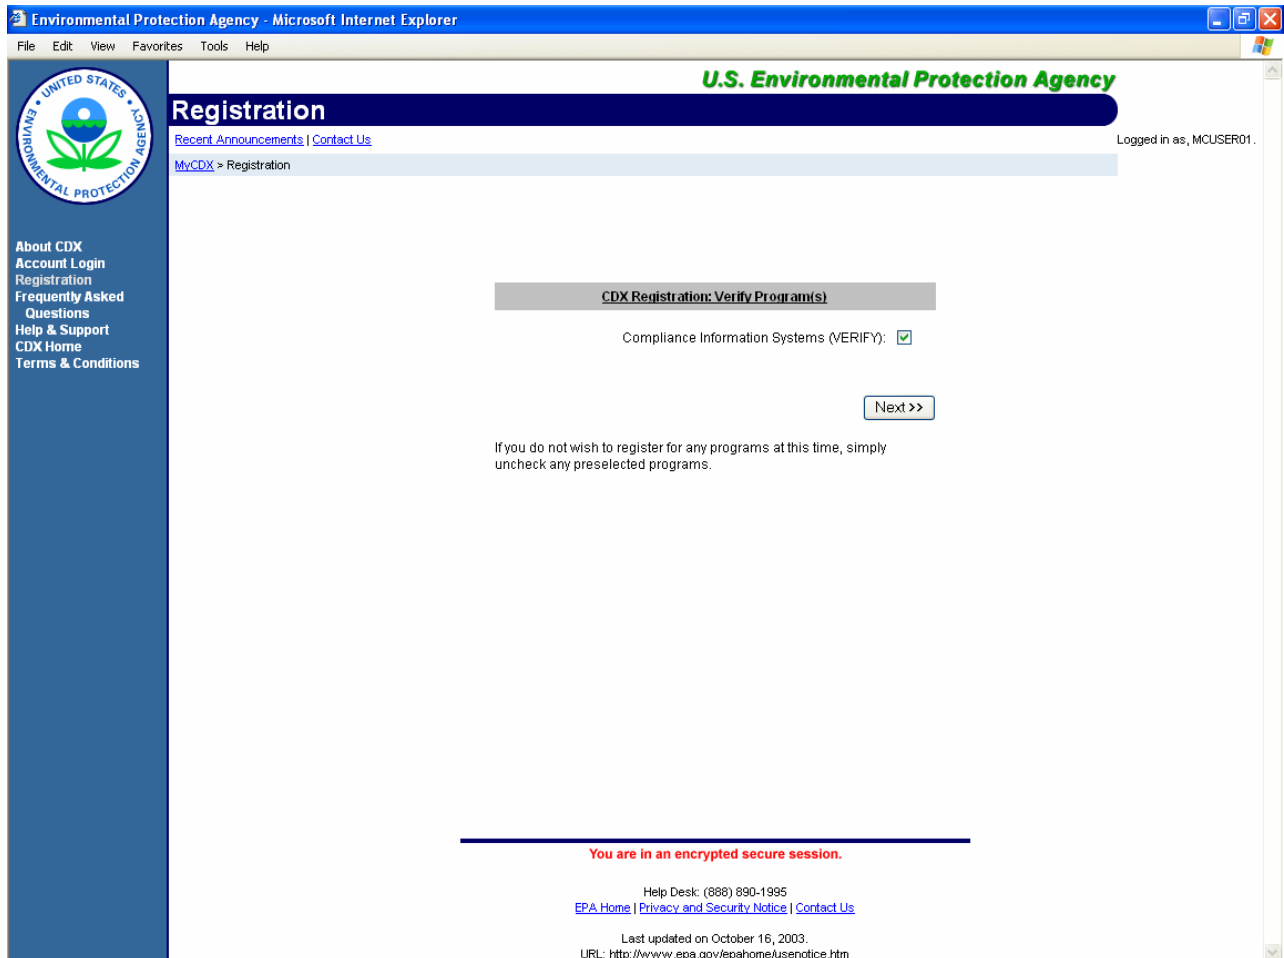 Environmental Protection Agency - Microsoft Internet Explorer
File Edit View Favorites Tools Help
UNITED STATES
ENVIRONMENTAL PROTECTION AGENCY
U.S. Environmental Protection Agency
Registration
Recent Announcements | Contact Us
Logged in as, MCUSER01.
MyCDX > Registration
About CDX
Account Login
Registration
Frequently Asked
Questions
Help & Support
CDX Home
Terms & Conditions
CDX Registration: Verify Program(s)
Compliance Information Systems (VERIFY):
Next >>
If you do not wish to register for any programs at this time, simply
uncheck any preselected programs.
You are in an encrypted secure session.
Help Desk: (888) 890-1995
EPA Home | Privacy and Security Notice | Contact Us
Last updated on October 16, 2003.
URL: http://www.epa.gov/epahome/usenotice.htm